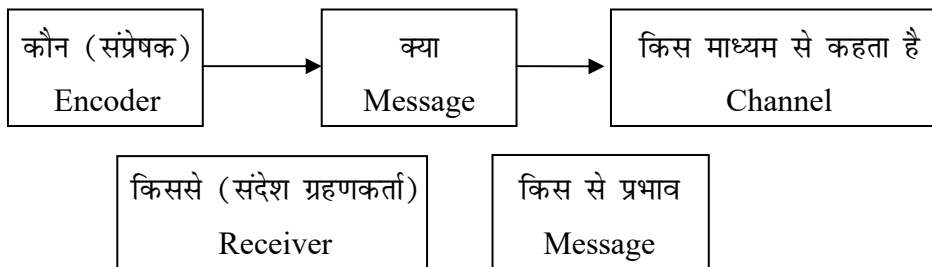 कौन (संप्रेषक)
Encoder
क्या
Message
किस माध्यम से कहता है
Channel
किससे (संदेश ग्रहणकर्ता)
Receiver
किस से प्रभाव
Message